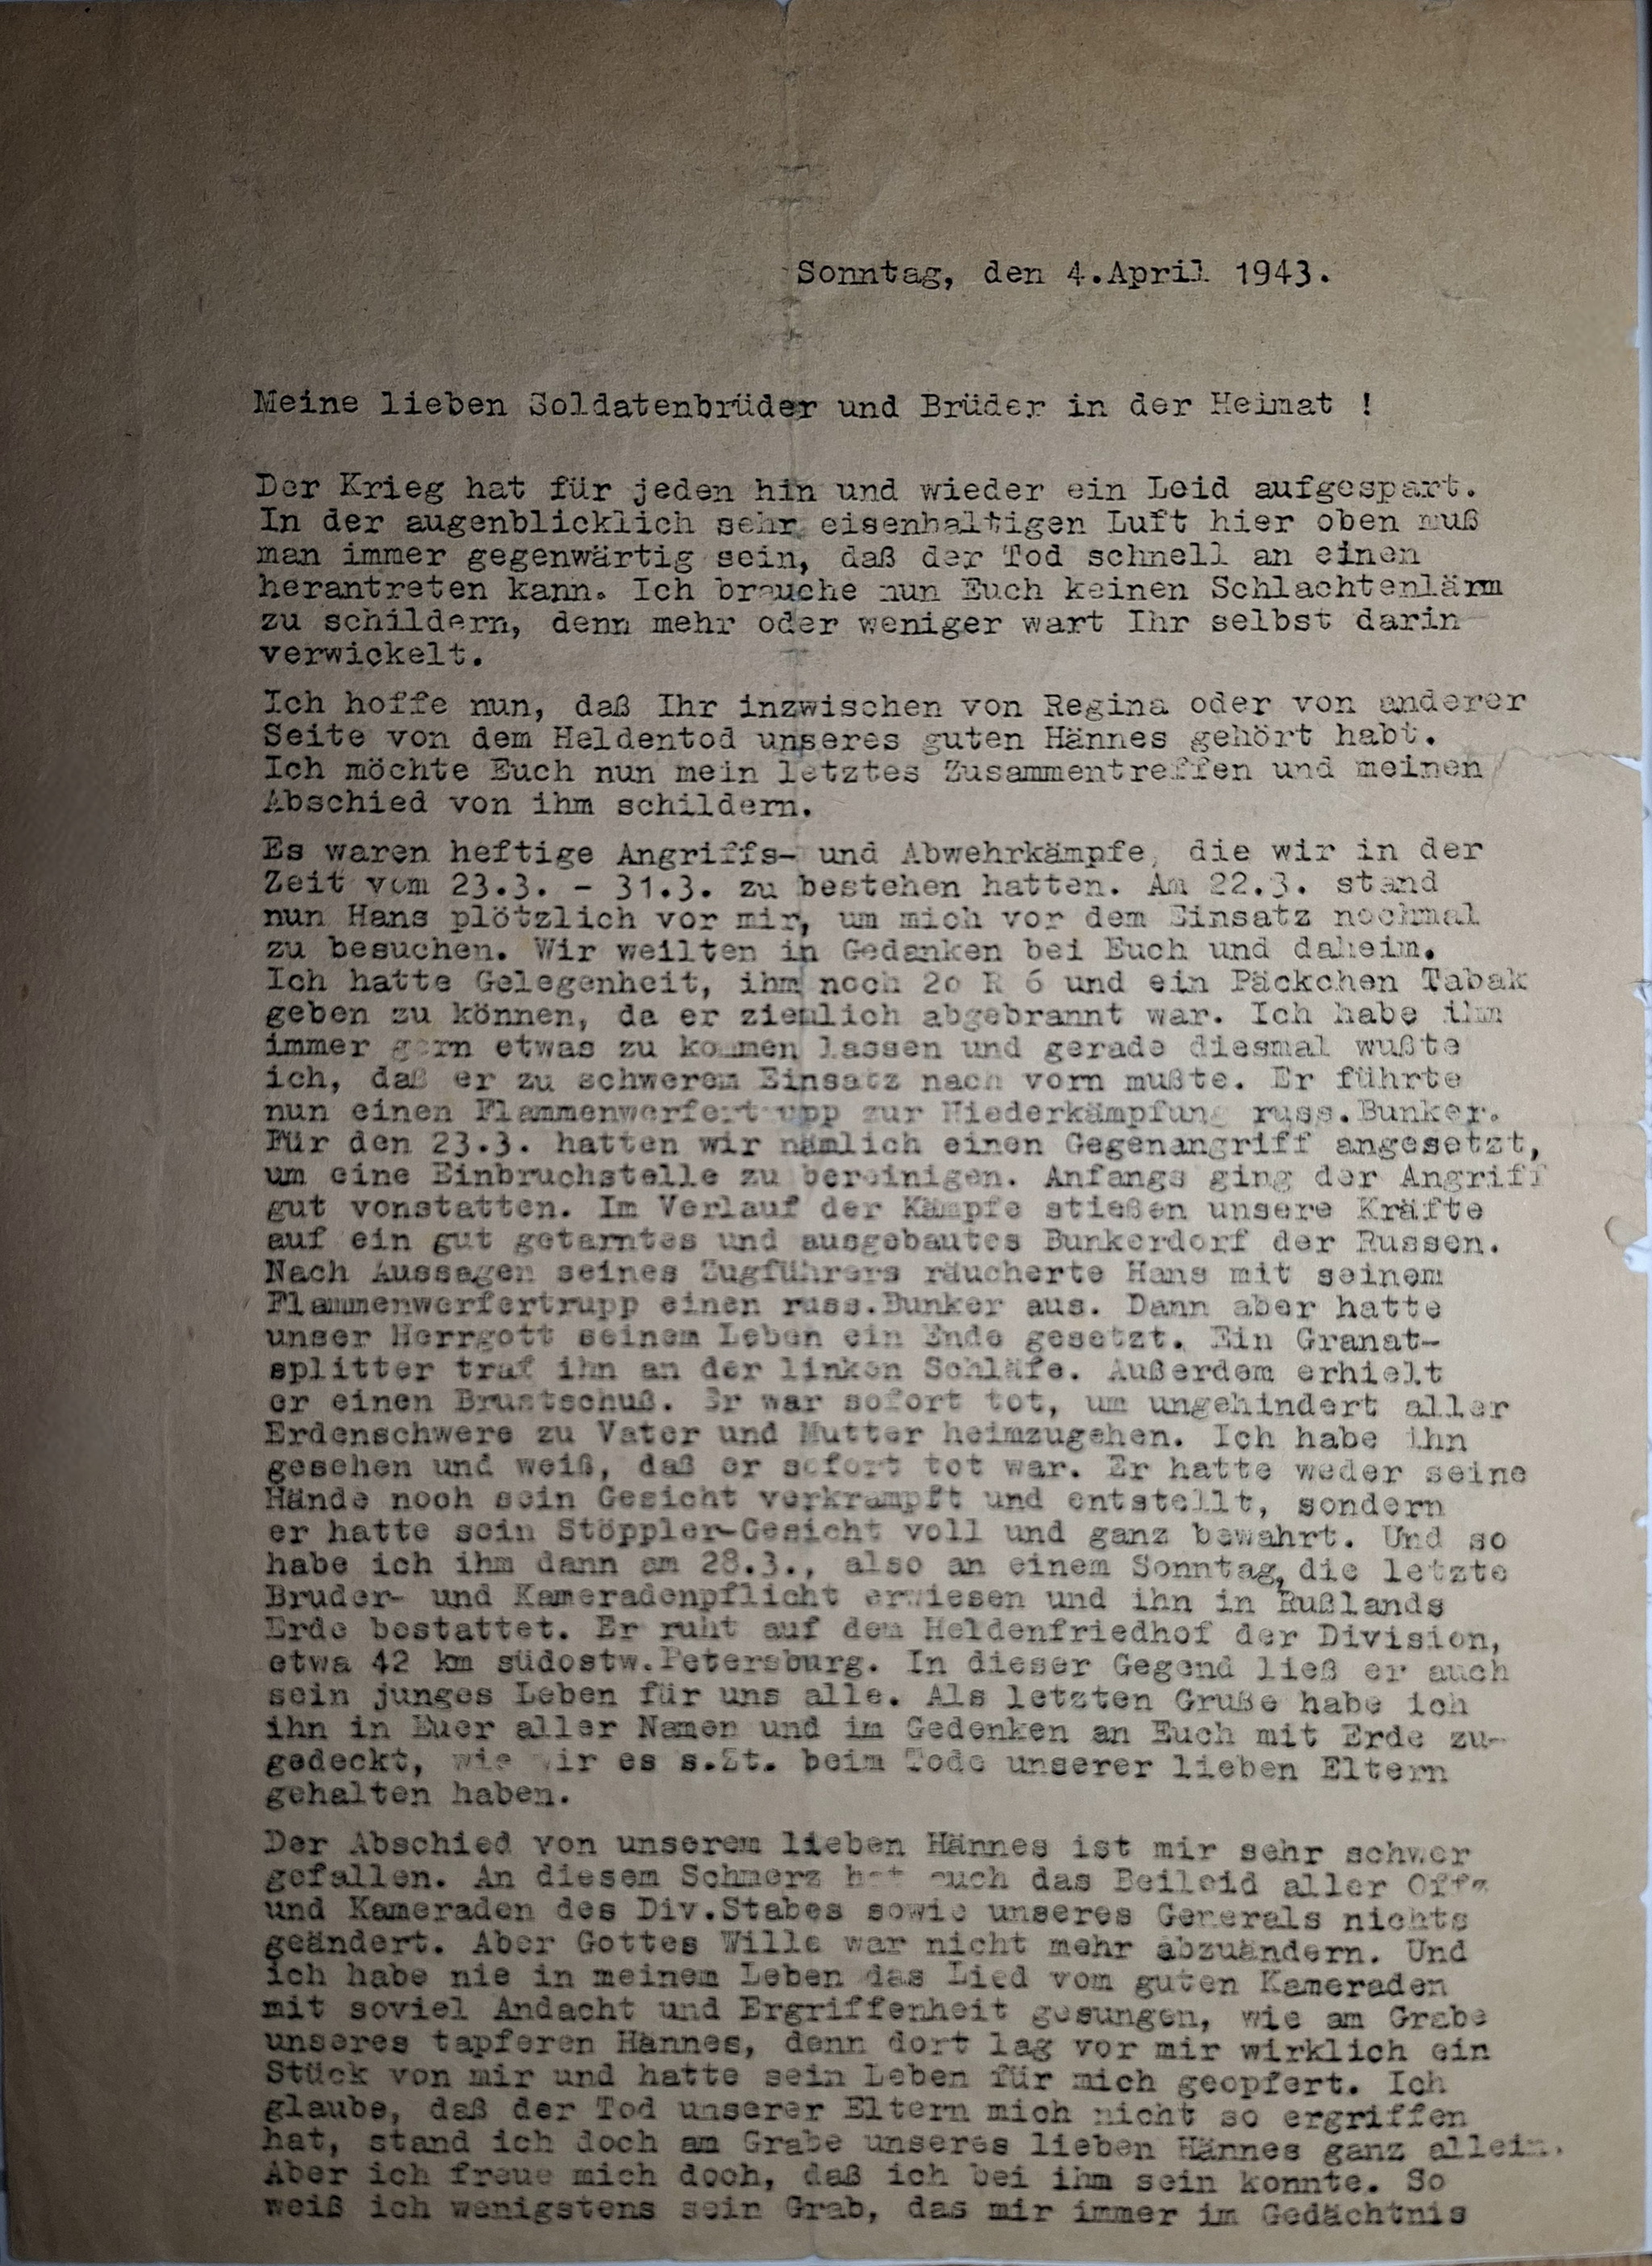 Sonntag, den 4.April 1943.
Meine lieben Soldatenbrüder und Brüder in der Heimat !
Der Krieg hat für jeden hin und wieder ein Leid aufgespart.
In der augenblicklich sehr eisenhaltigen Luft hier oben muß
man immer gegenwärtig sein, daß der Tod schnell an einen
herantreten kann. Ich brauche nun Euch keinen Schlachtenlärm
zu schildern, denn mehr oder weniger wart Ihr selbst darin
verwickelt.
Ich hoffe nun, daß Ihr inzwischen von Regina oder von anderer
Seite von dem Heldentod unseres guten Hännes gehört habt.
Ich möchte Euch nun mein letztes Zusammentreffen und meinen
Abschied von ihm schildern.
Es waren heftige Angriffs- und Abwehrkämpfe, die wir in der
Zeit vom 23.3. - 31.3. zu bestehen hatten. Am 22.3. stand
nun Hans plötzlich vor mir, um mich vor dem Einsatz nochmal
zu besuchen. Wir weilten in Gedanken bei Euch und daheim.
Ich hatte Gelegenheit, ihm noch 20 R 6 und ein Päckchen Tabak
geben zu können, da er ziemlich abgebrannt war. Ich habe ihm
immer gern etwas zu kommen lassen und gerade diesmal wußte
ich, daß er zu schwerem Einsatz nach vorn mußte. Er führte
nun einen Flammenwerfertrupp zur Niederkämpfung russ.Bunker.
Für den 23.3. hatten wir nämlich einen Gegenangriff angesetzt,
um eine Einbruchstelle zu bereinigen. Anfangs ging der Angriff
gut vonstatten. Im Verlauf der Kämpfe stießen unsere Kräfte
auf ein gut getarntes und ausgebautes Bunkerdorf der Russen.
Nach Aussagen seines Zugführers räucherte Hans mit seinem
Flammenwerfertrupp einen russ.Bunker aus. Dann aber hatte
unser Herrgott seinem Leben ein Ende gesetzt. Ein Granat-
splitter traf ihn an der linken Schläfe. Außerdem erhielt
er einen Brustschuß. Er war sofort tot, um ungehindert aller
Erdenschwere zu Vater und Mutter heimzugehen. Ich habe ihn
gesehen und weiß, daß er sofort tot war. Er hatte weder seine
Hände noch sein Gesicht verkrampft und entstellt, sondern
er hatte sein Stöppler-Gesicht voll und ganz bewahrt. Und so
habe ich ihm dann am 28.3., also an einem Sonntag, die letzte
Bruder- und Kameradenpflicht erwiesen und ihn in Rußlands
Erde bestattet. Er ruht auf dem Heldenfriedhof der Division,
etwa 42 km südostw.Petersburg. In dieser Gegend ließ er auch
sein junges Leben für uns alle. Als letzten Gruße habe ich
ihn in Euer aller Namen und im Gedenken an Euch mit Erde zu-
gedeckt, wie wir es s.Zt. beim Tode unserer lieben Eltern
gehalten haben.
Der Abschied von unserem lieben Hännes ist mir sehr schwer
gefallen. An diesem Schmerz hat auch das Beileid aller Offz
und Kameraden des Div.Stabes sowie unseres Generals nichts
geändert. Aber Gottes Wille war nicht mehr abzuändern. Und
ich habe nie in meinem Leben das Lied vom guten Kameraden
mit soviel Andacht und Ergriffenheit gesungen, wie am Grabe
unseres tapferen Hännes, denn dort lag vor mir wirklich ein
Stück von mir und hatte sein Leben für mich geopfert. Ich
glaube, daß der Tod unserer Eltern mich nicht so ergriffen
hat, stand ich doch am Grabe unseres lieben Hännes ganz allein.
Aber ich freue mich doch, daß ich bei ihm sein konnte. So
weiß ich wenigstens sein Grab, das mir immer im Gedächtnis